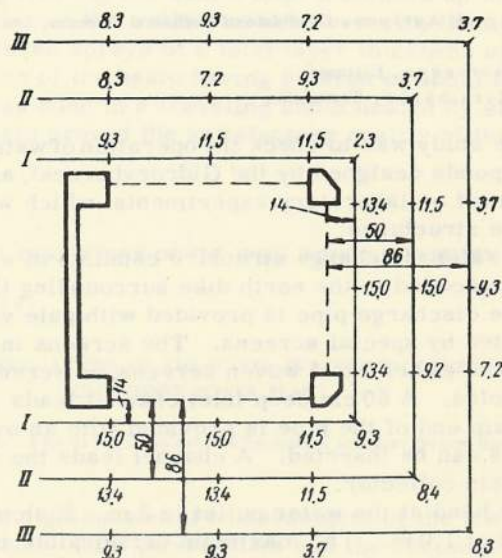 8,3 9,3 7,2 3,7
III
8,3 7,2 9,3 3,7
II
9,3 11,5 11,5 2,3
I
14 13,4 11,5 3,7
50
86
15,0 15,0 9,3
13,4 9,2 7,2
14
I 15,0 15,0 11,5 9,3
50
86
II 13,4 13,4 11,5 8,4
III 9,3 9,3 3,7 8,3